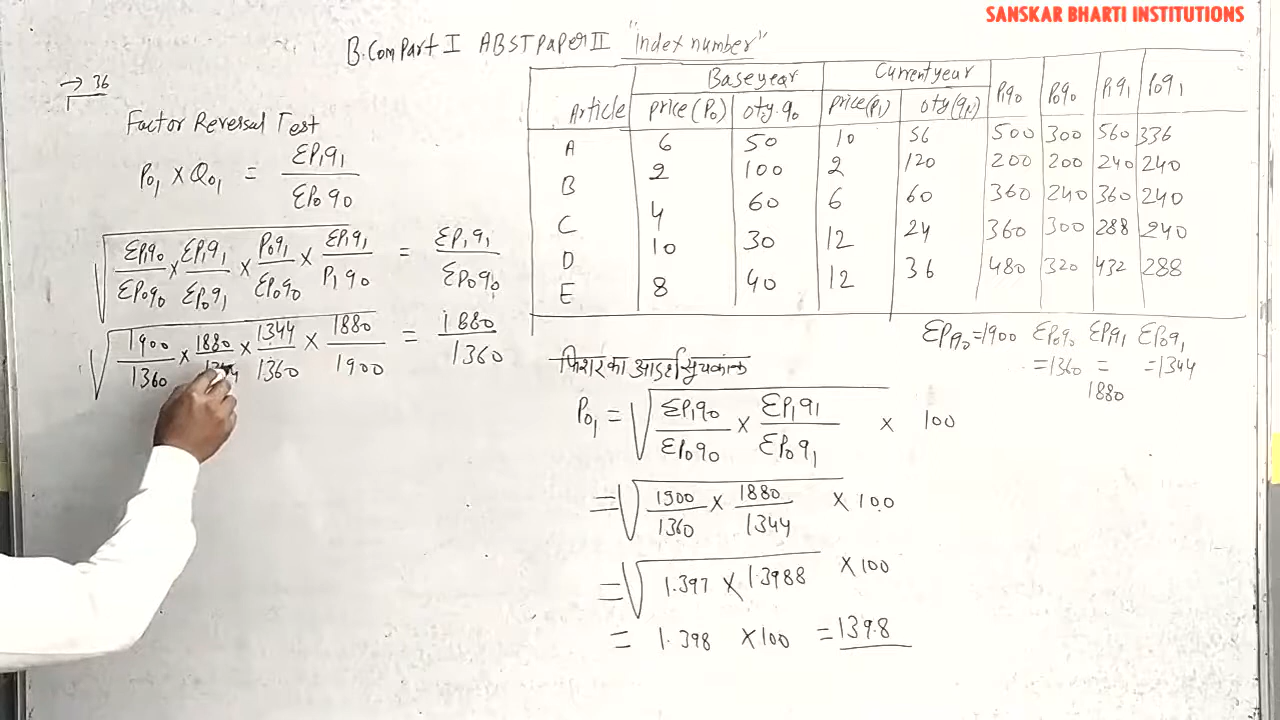 SANSKAR BHARTI INSTITUTIONS
B.Com Part I ABST Paper II "Index number"
→ 36
Factor Reversal Test
P₀₁ × Q₀₁ = ΣP₁q₁ / ΣP₀q₀
√(ΣP₁q₀/ΣP₀q₀ × ΣP₁q₁/ΣP₀q₁ × P₀q₁/ΣP₀q₀ × ΣP₁q₁/P₁q₀) = ΣP₁q₁/ΣP₀q₀
√(1900/1360 × 1880/1344 × 1344/1360 × 1880/1900) = 1880/1360
Base year Current year P₁q₀ P₀q₀ P₁q₁ P₀q₁
Article price (P₀) qty. q₀ price (P₁) qty (q₁)
A 6 50 10 56 500 300 560 336
B 2 100 2 120 200 200 240 240
C 4 60 6 60 360 240 360 240
D 10 30 12 24 360 300 288 240
E 8 40 12 36 480 320 432 288
ΣP₁q₀=1900 ΣP₀q₀=1360 ΣP₁q₁=1880 ΣP₀q₁=1344
फिशर का आदर्श सूचकांक
P₀₁ = √(ΣP₁q₀/ΣP₀q₀ × ΣP₁q₁/ΣP₀q₁) × 100
= √(1900/1360 × 1880/1344) × 100
= √(1.397 × 1.3988) × 100
= 1.398 × 100 = 139.8